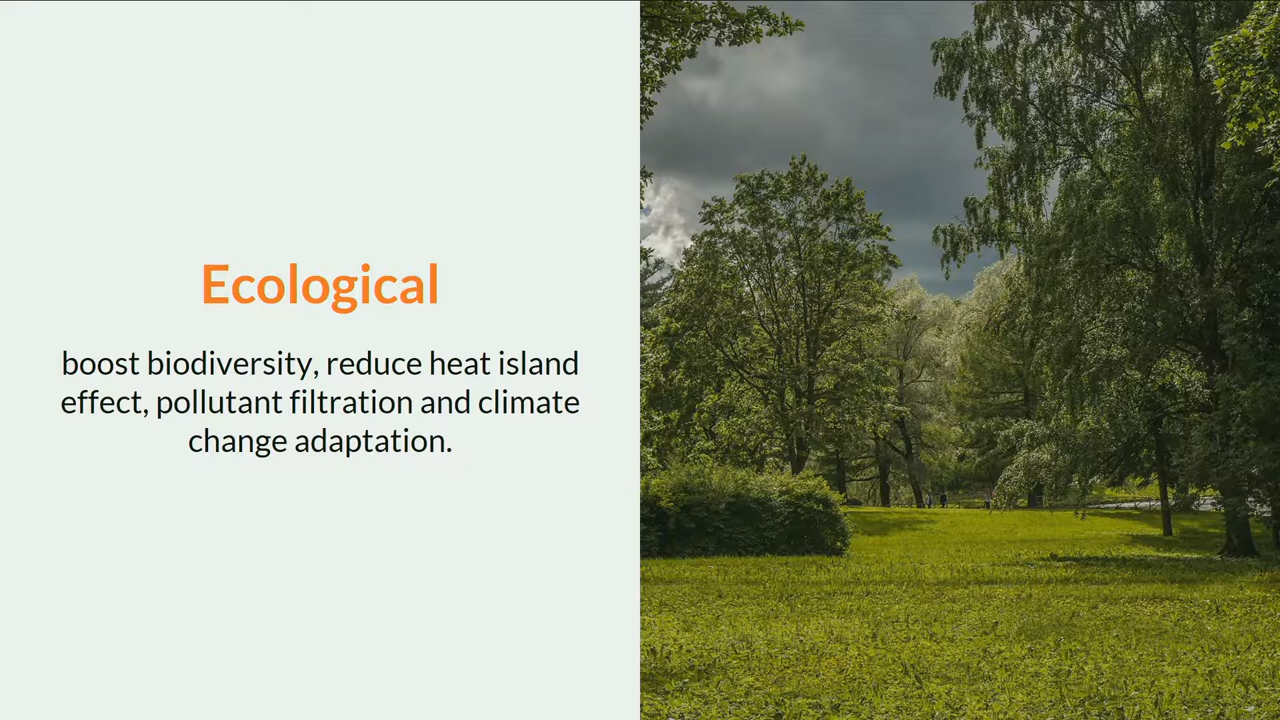 Ecological
boost biodiversity, reduce heat island
effect, pollutant filtration and climate
change adaptation.